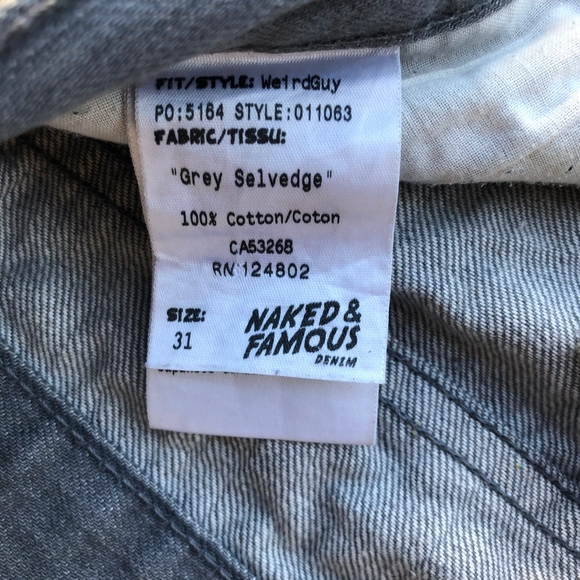 FIT/STYLE: WeirdGuy
PO:5164 STYLE:011063
FABRIC/TISSU:
"Grey Selvedge"
100% Cotton/Coton
CA53268
RN 124802
SIZE:
31
NAKED &
FAMOUS
DENIM